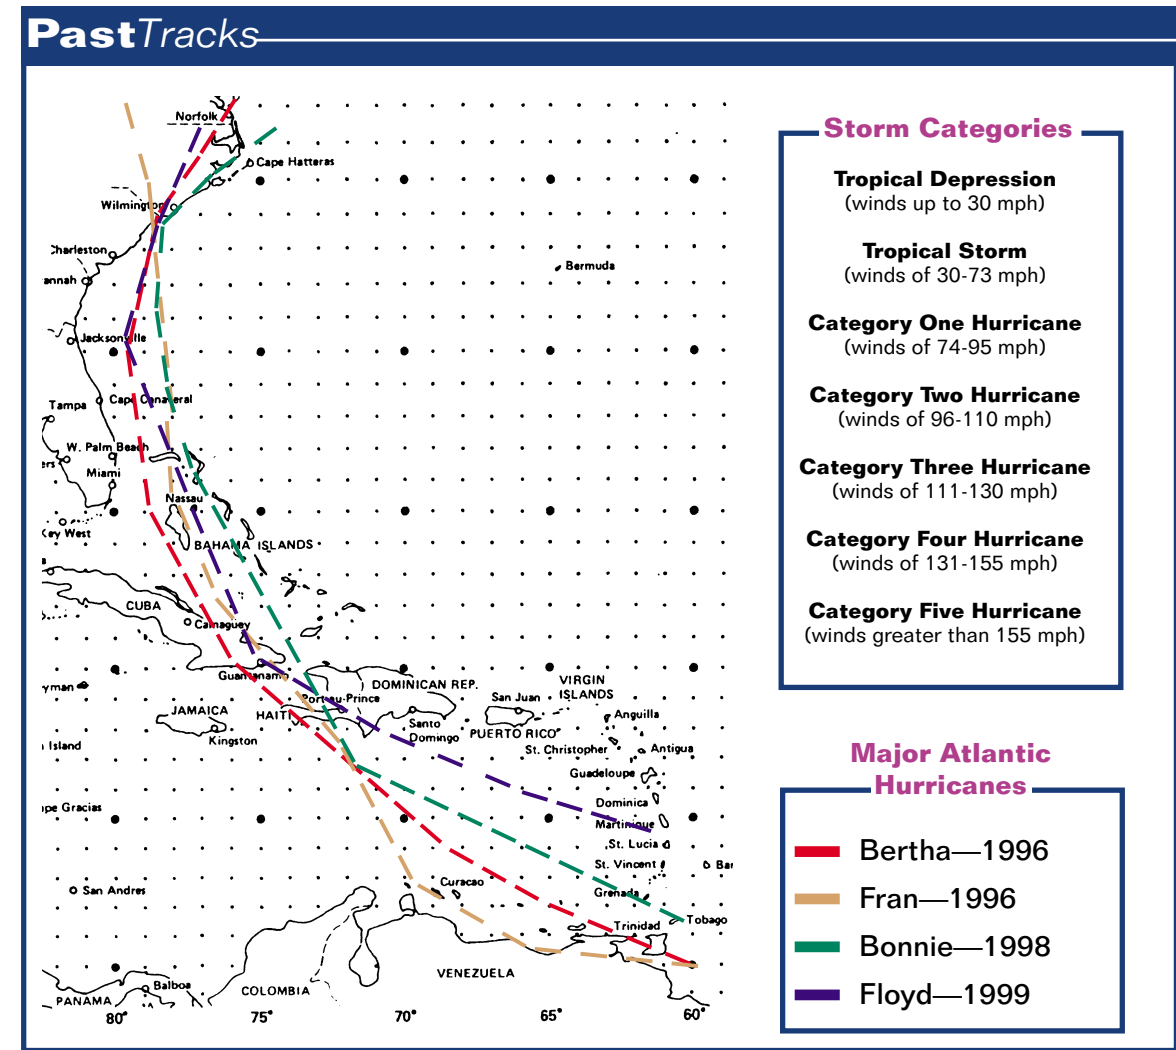 PastTracks
Norfolk
Cape Hatteras
Wilmington
Charleston
annah
Bermuda
Jacksonville
Cape Canaveral
Tampa
W. Palm Beach
ers
Miami
Nassau
Key West
BAHAMA ISLANDS
CUBA
Camaguey
Guantanamo
yman
DOMINICAN REP.
VIRGIN
ISLANDS
Port-au-Prince
San Juan
JAMAICA
HAITI
Anguilla
Santo
Domingo
PUERTO RICO
Kingston
Island
St. Christopher
Antigua
Guadeloupe
ape Gracias
Dominica
Martinique
St. Lucia
St. Vincent
Bar
Curacao
San Andres
Grenada
Tobago
Trinidad
VENEZUELA
Balboa
COLOMBIA
PANAMA
80° 75° 70° 65° 60°
Storm Categories
Tropical Depression
(winds up to 30 mph)
Tropical Storm
(winds of 30-73 mph)
Category One Hurricane
(winds of 74-95 mph)
Category Two Hurricane
(winds of 96-110 mph)
Category Three Hurricane
(winds of 111-130 mph)
Category Four Hurricane
(winds of 131-155 mph)
Category Five Hurricane
(winds greater than 155 mph)
Major Atlantic
Hurricanes
Bertha—1996
Fran—1996
Bonnie—1998
Floyd—1999